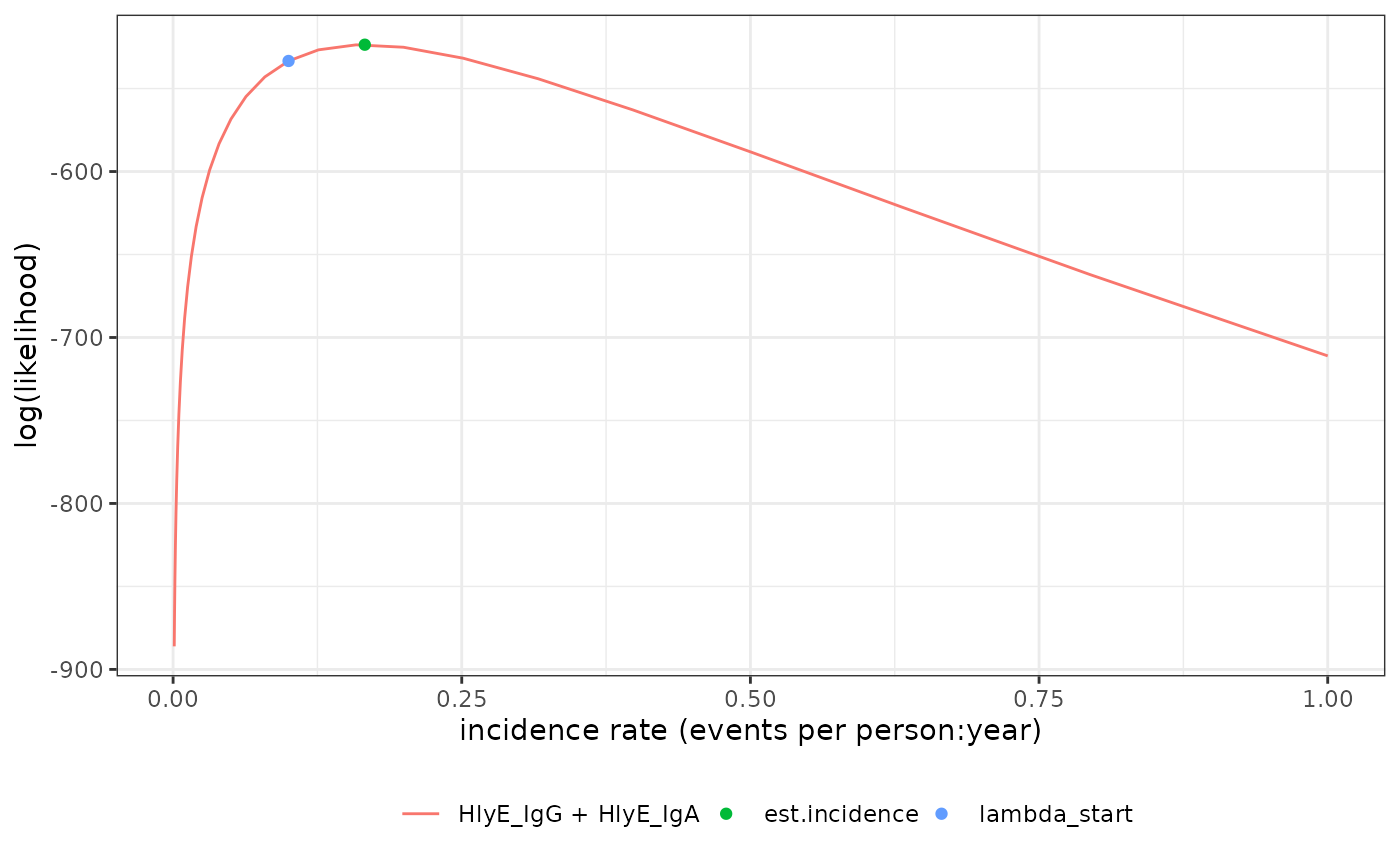 log(likelihood)
-600
-700
-800
-900
0.00 0.25 0.50 0.75 1.00
incidence rate (events per person:year)
HlyE_IgG + HlyE_IgA est.incidence lambda_start